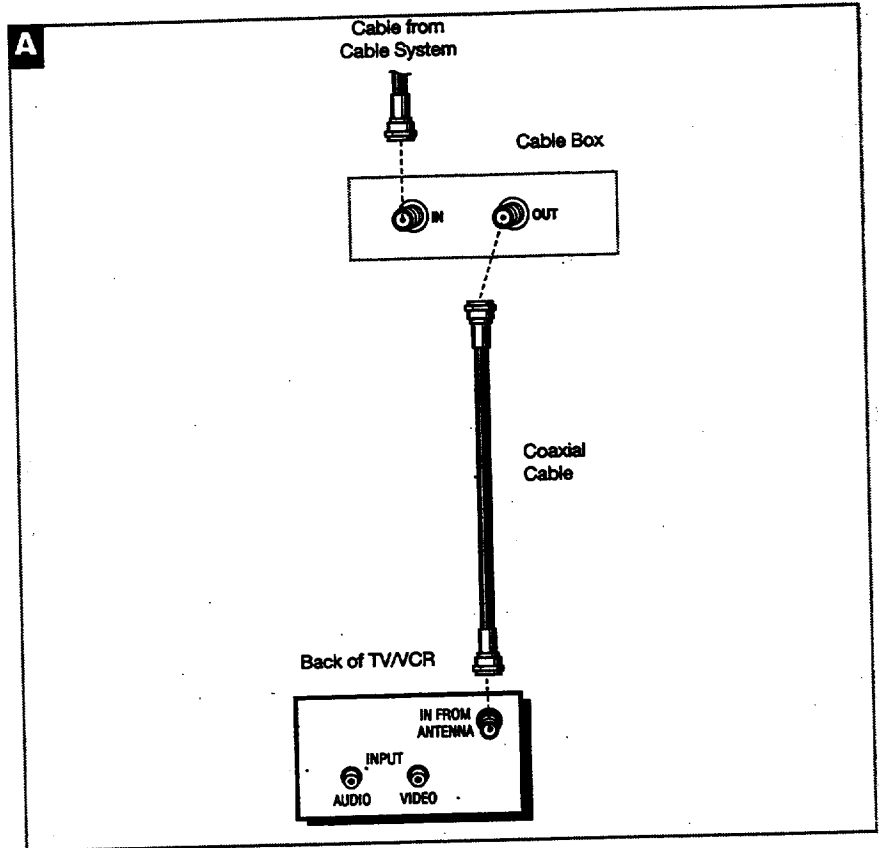 A
Cable from
Cable System
Cable Box
IN
OUT
Coaxial
Cable
Back of TV/VCR
IN FROM
ANTENNA
INPUT
AUDIO
VIDEO